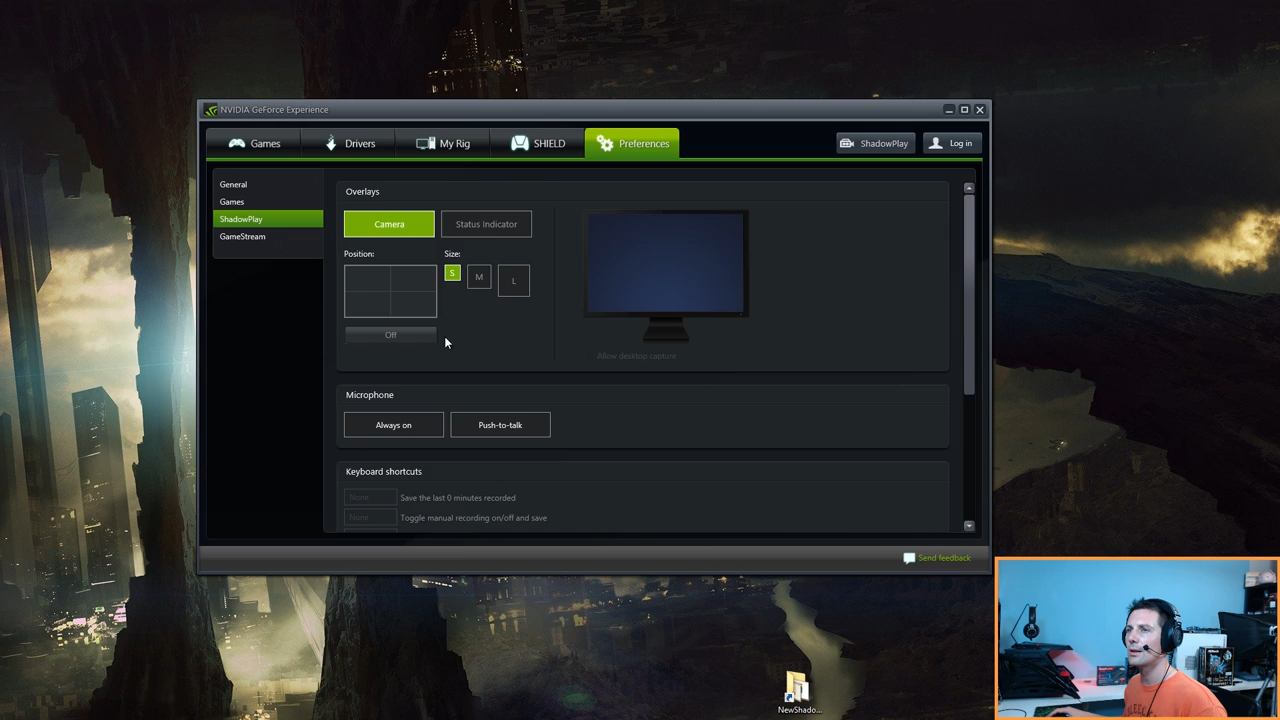 NVIDIA GeForce Experience
Games
Drivers
My Rig
SHIELD
Preferences
ShadowPlay
Log in
General
Games
ShadowPlay
GameStream
Overlays
Camera
Status Indicator
Position:
Size:
S
M
L
Off
Allow desktop capture
Microphone
Always on
Push-to-talk
Keyboard shortcuts
None
Save the last 0 minutes recorded
None
Toggle manual recording on/off and save
Send feedback
NewShado...